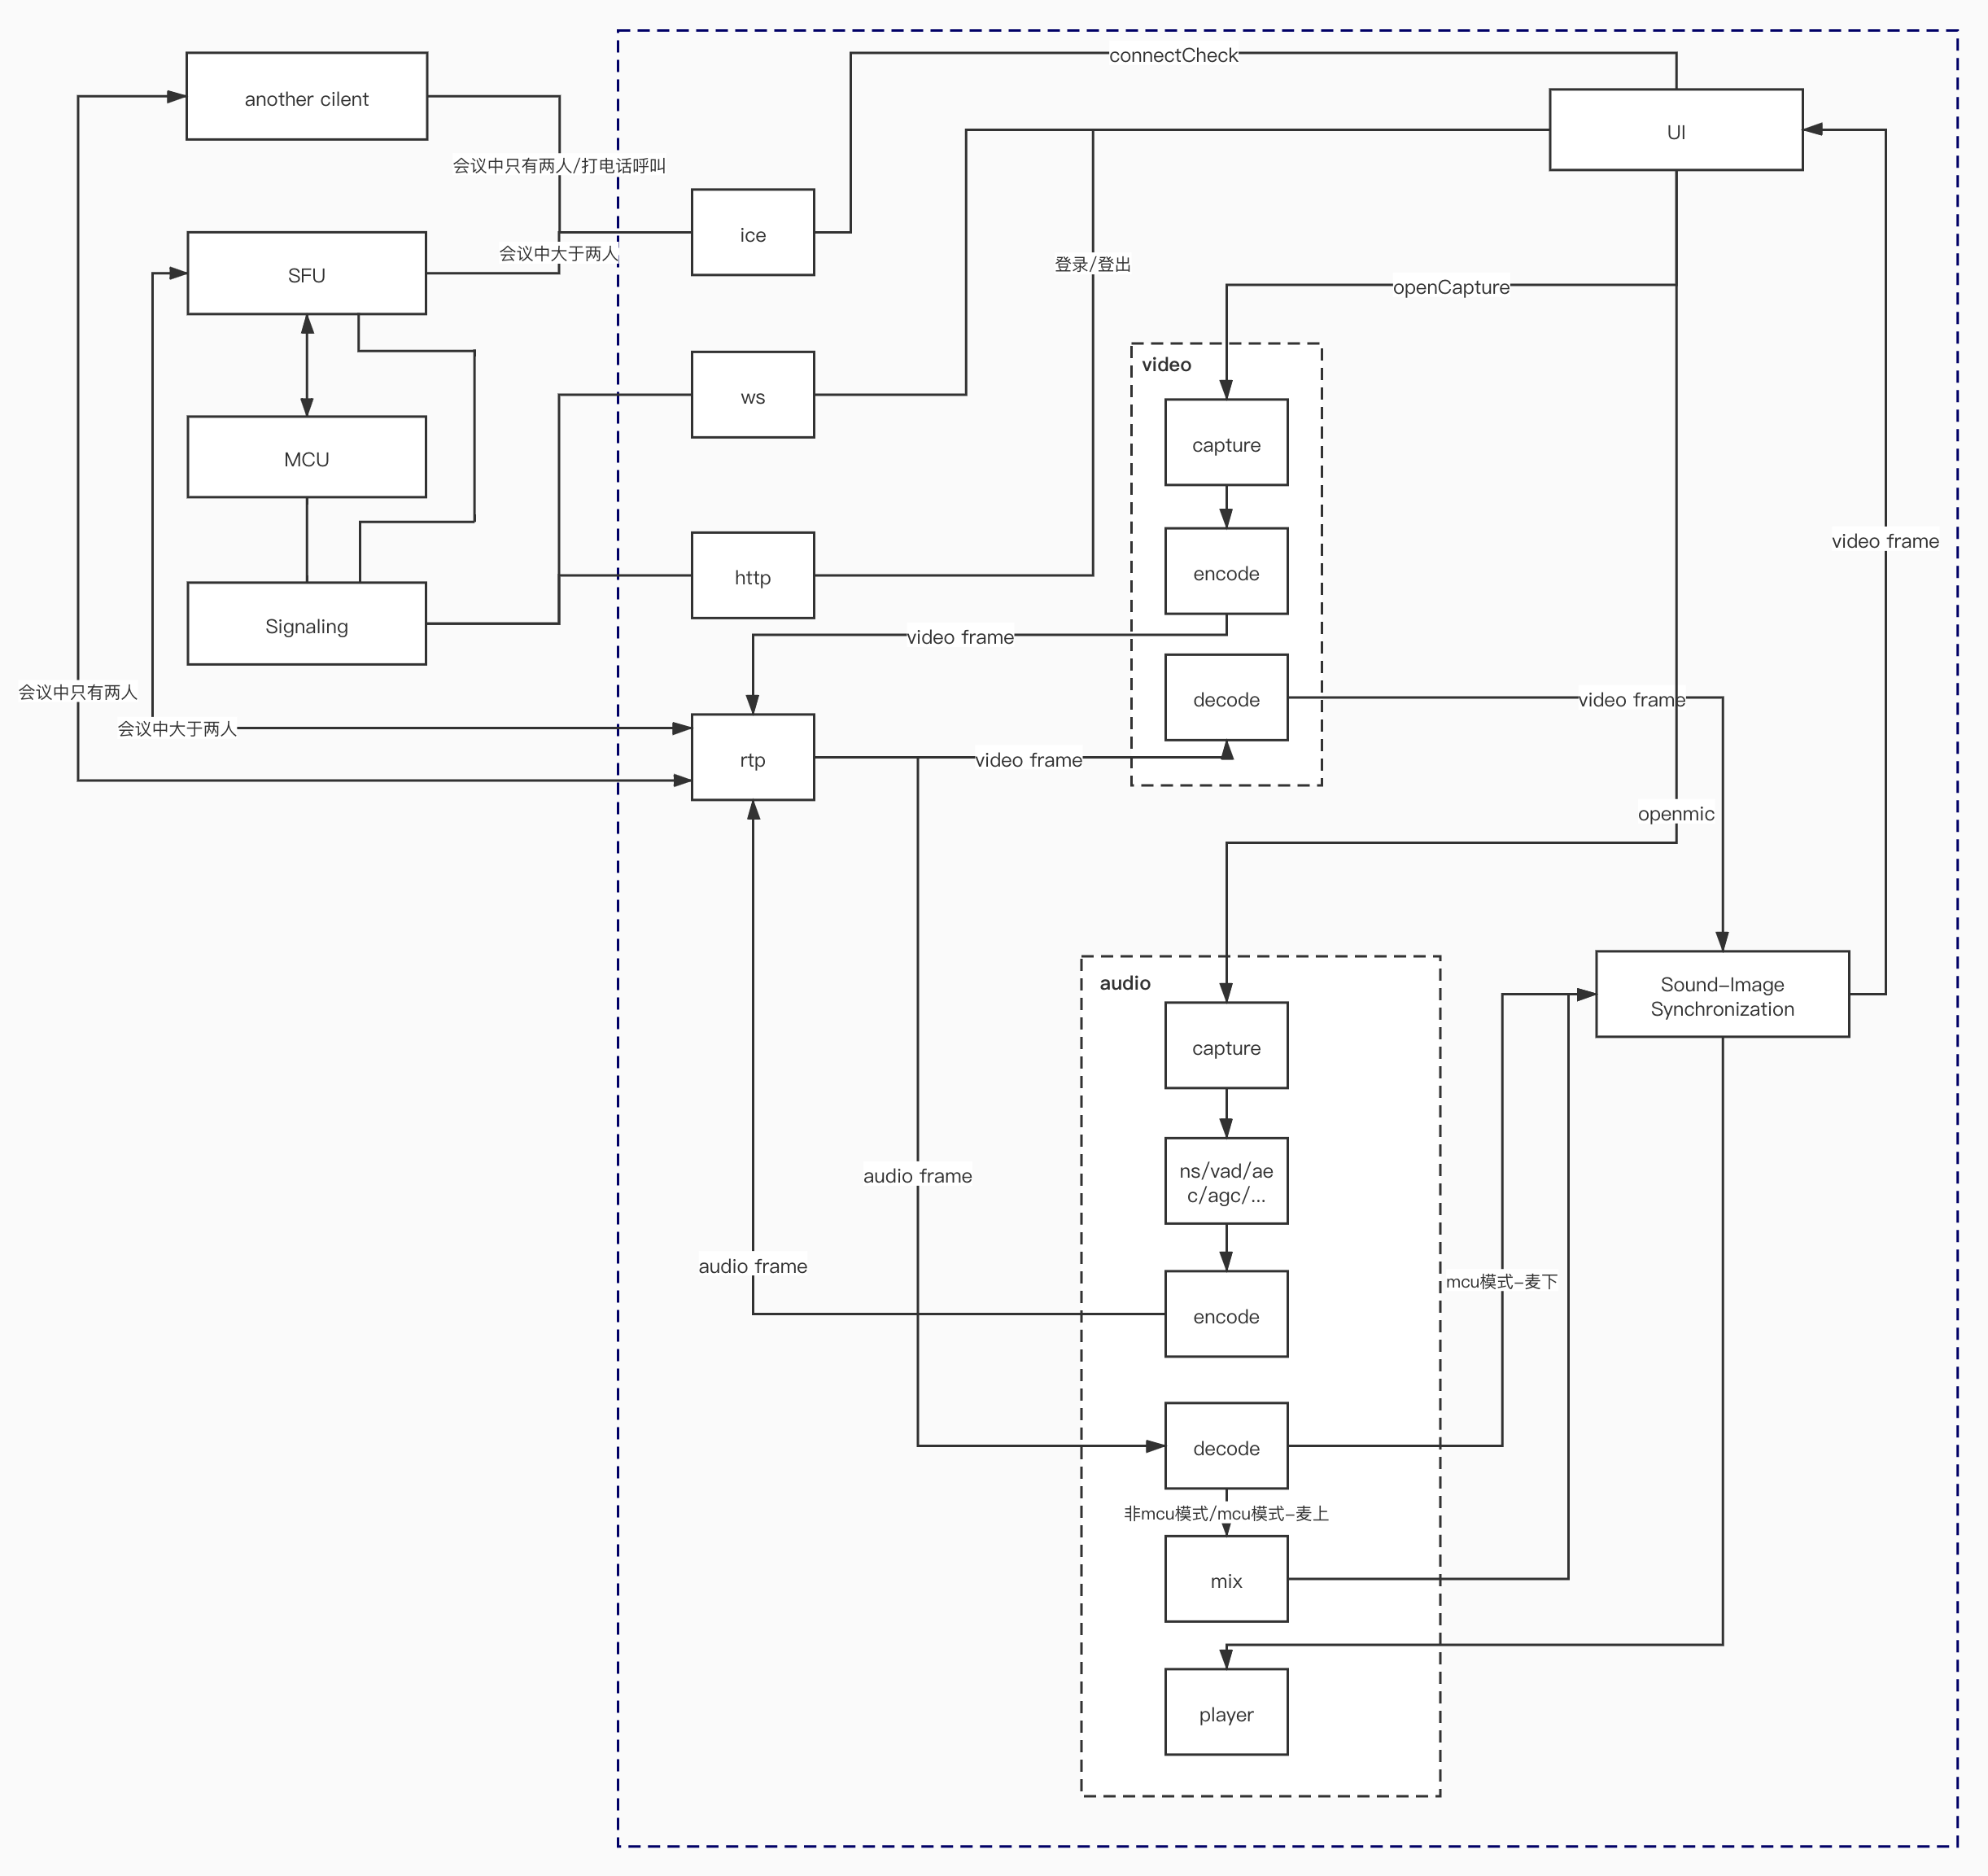 connectCheck
another cilent
UI
会议中只有两人/打电话呼叫
ice
会议中大于两人
登录/登出
SFU
openCapture
video
ws
capture
MCU
video frame
encode
http
Signaling
video frame
会议中只有两人
decode
video frame
会议中大于两人
rtp
video frame
openmic
audio
Sound-Image
Synchronization
capture
ns/vad/ae
c/agc/...
audio frame
audio frame
mcu模式-麦下
encode
decode
非mcu模式/mcu模式-麦上
mix
player